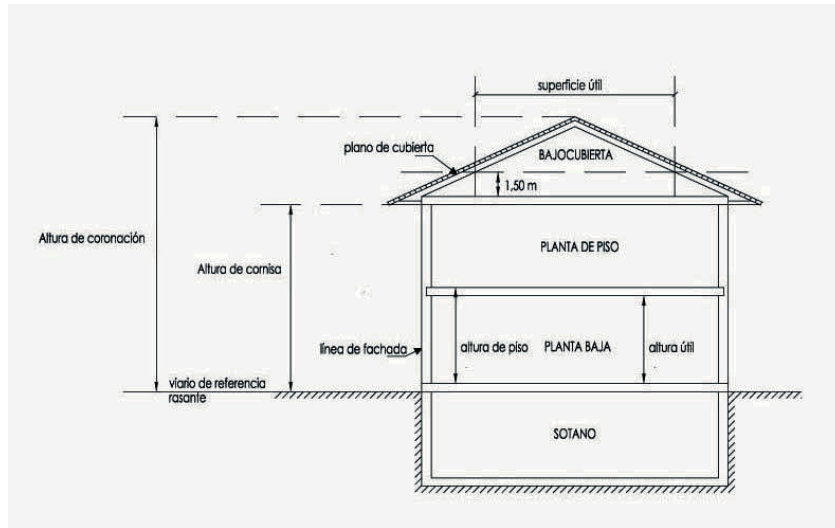 superficie útil
plano de cubierta
BAJOCUBIERTA
1,50 m
Altura de coronación
Altura de cornisa
PLANTA DE PISO
línea de fachada
altura de piso
PLANTA BAJA
altura útil
viario de referencia
rasante
SOTANO